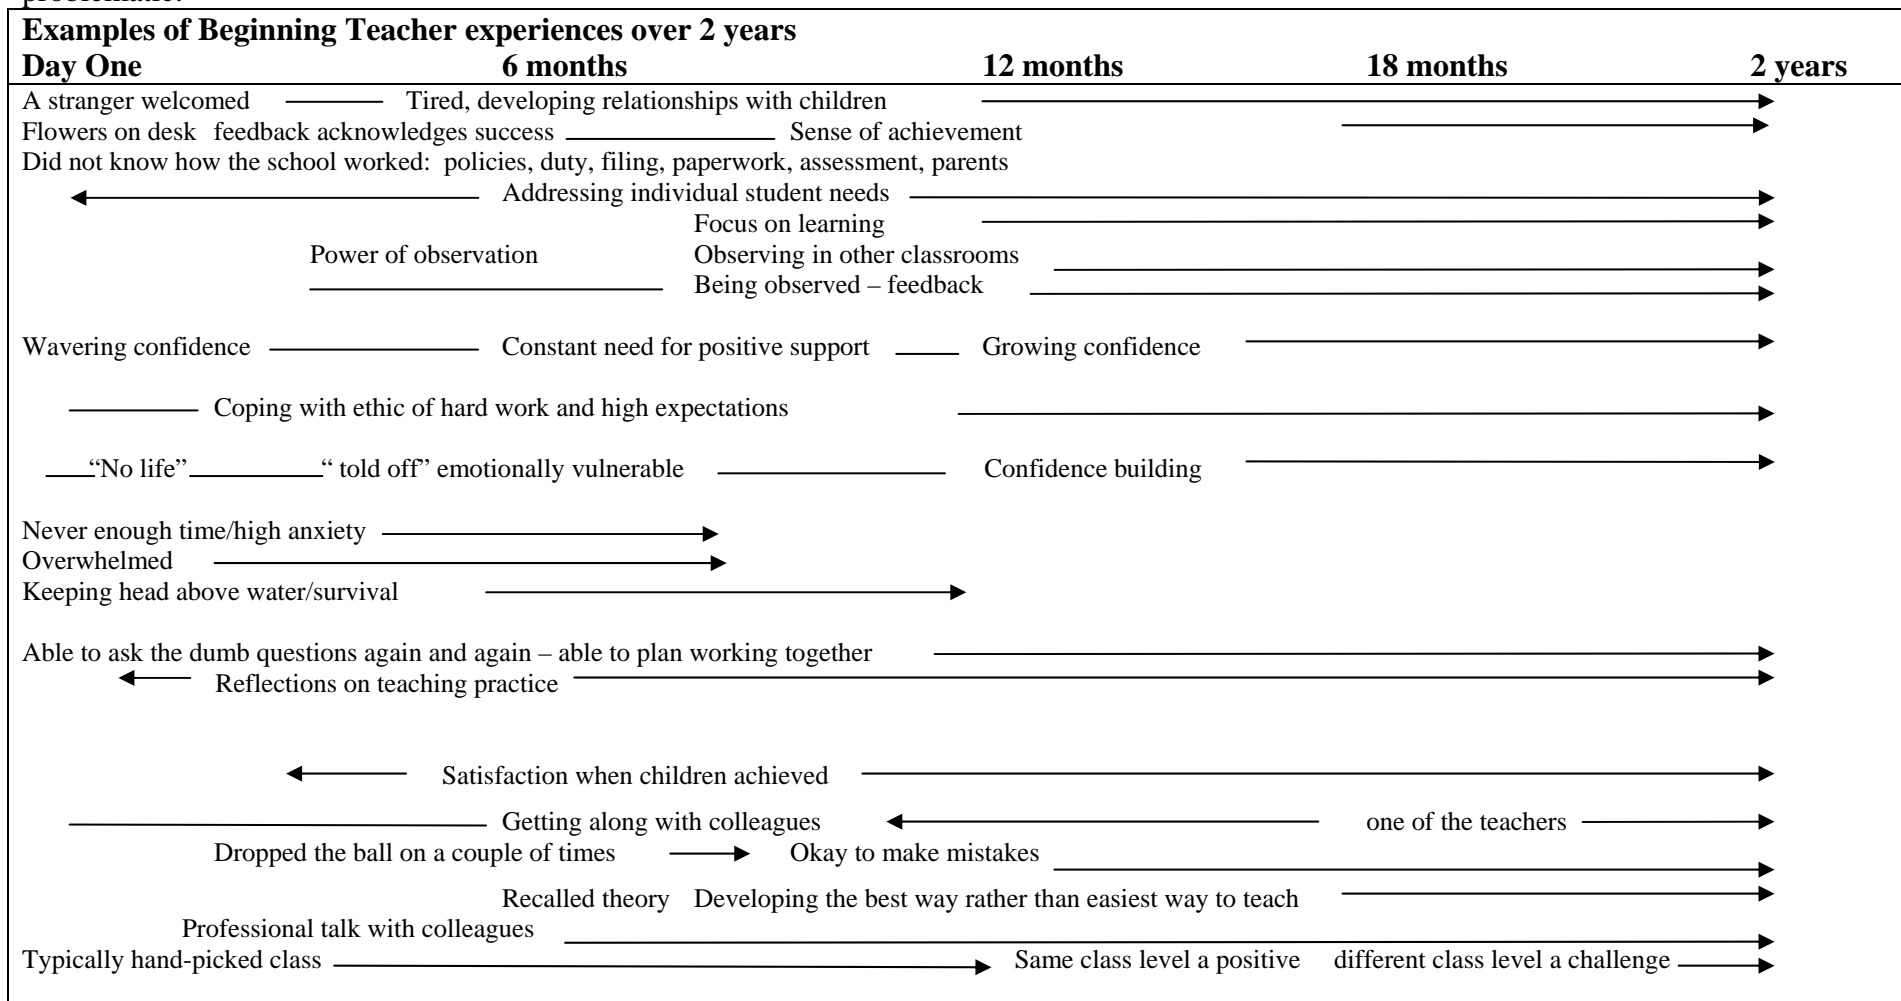 problematic.
Examples of Beginning Teacher experiences over 2 years
Day One 6 months 12 months 18 months 2 years
A stranger welcomed Tired, developing relationships with children
Flowers on desk feedback acknowledges success Sense of achievement
Did not know how the school worked: policies, duty, filing, paperwork, assessment, parents
Addressing individual student needs
Focus on learning
Power of observation Observing in other classrooms
Being observed – feedback
Wavering confidence Constant need for positive support Growing confidence
Coping with ethic of hard work and high expectations
“No life” “ told off” emotionally vulnerable Confidence building
Never enough time/high anxiety
Overwhelmed
Keeping head above water/survival
Able to ask the dumb questions again and again – able to plan working together
Reflections on teaching practice
Satisfaction when children achieved
Getting along with colleagues one of the teachers
Dropped the ball on a couple of times Okay to make mistakes
Recalled theory Developing the best way rather than easiest way to teach
Professional talk with colleagues
Typically hand-picked class Same class level a positive different class level a challenge